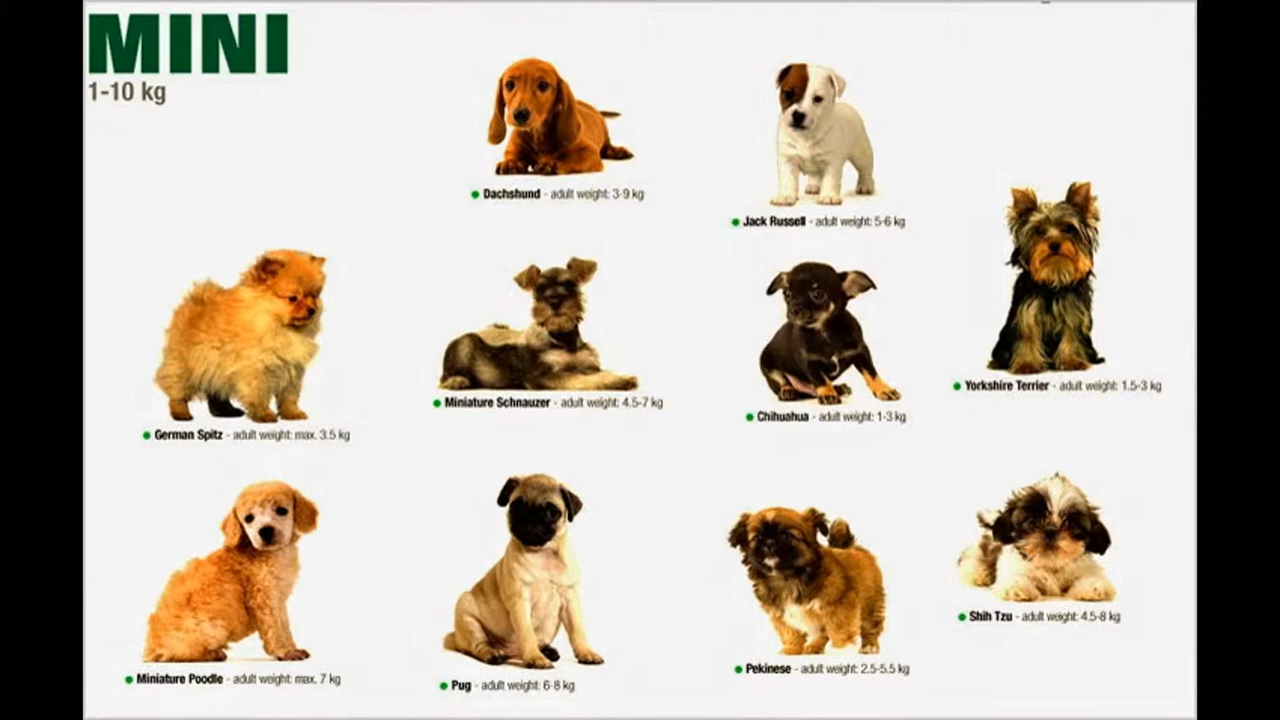 MINI
1-10 kg
Dachshund - adult weight: 3-9 kg
Jack Russell - adult weight: 5-6 kg
Yorkshire Terrier - adult weight: 1.5-3 kg
Miniature Schnauzer - adult weight: 4.5-7 kg
Chihuahua - adult weight: 1-3 kg
German Spitz - adult weight: max. 3.5 kg
Shih Tzu - adult weight: 4.5-8 kg
Pekinese - adult weight: 2.5-5.5 kg
Miniature Poodle - adult weight: max. 7 kg
Pug - adult weight: 6-8 kg